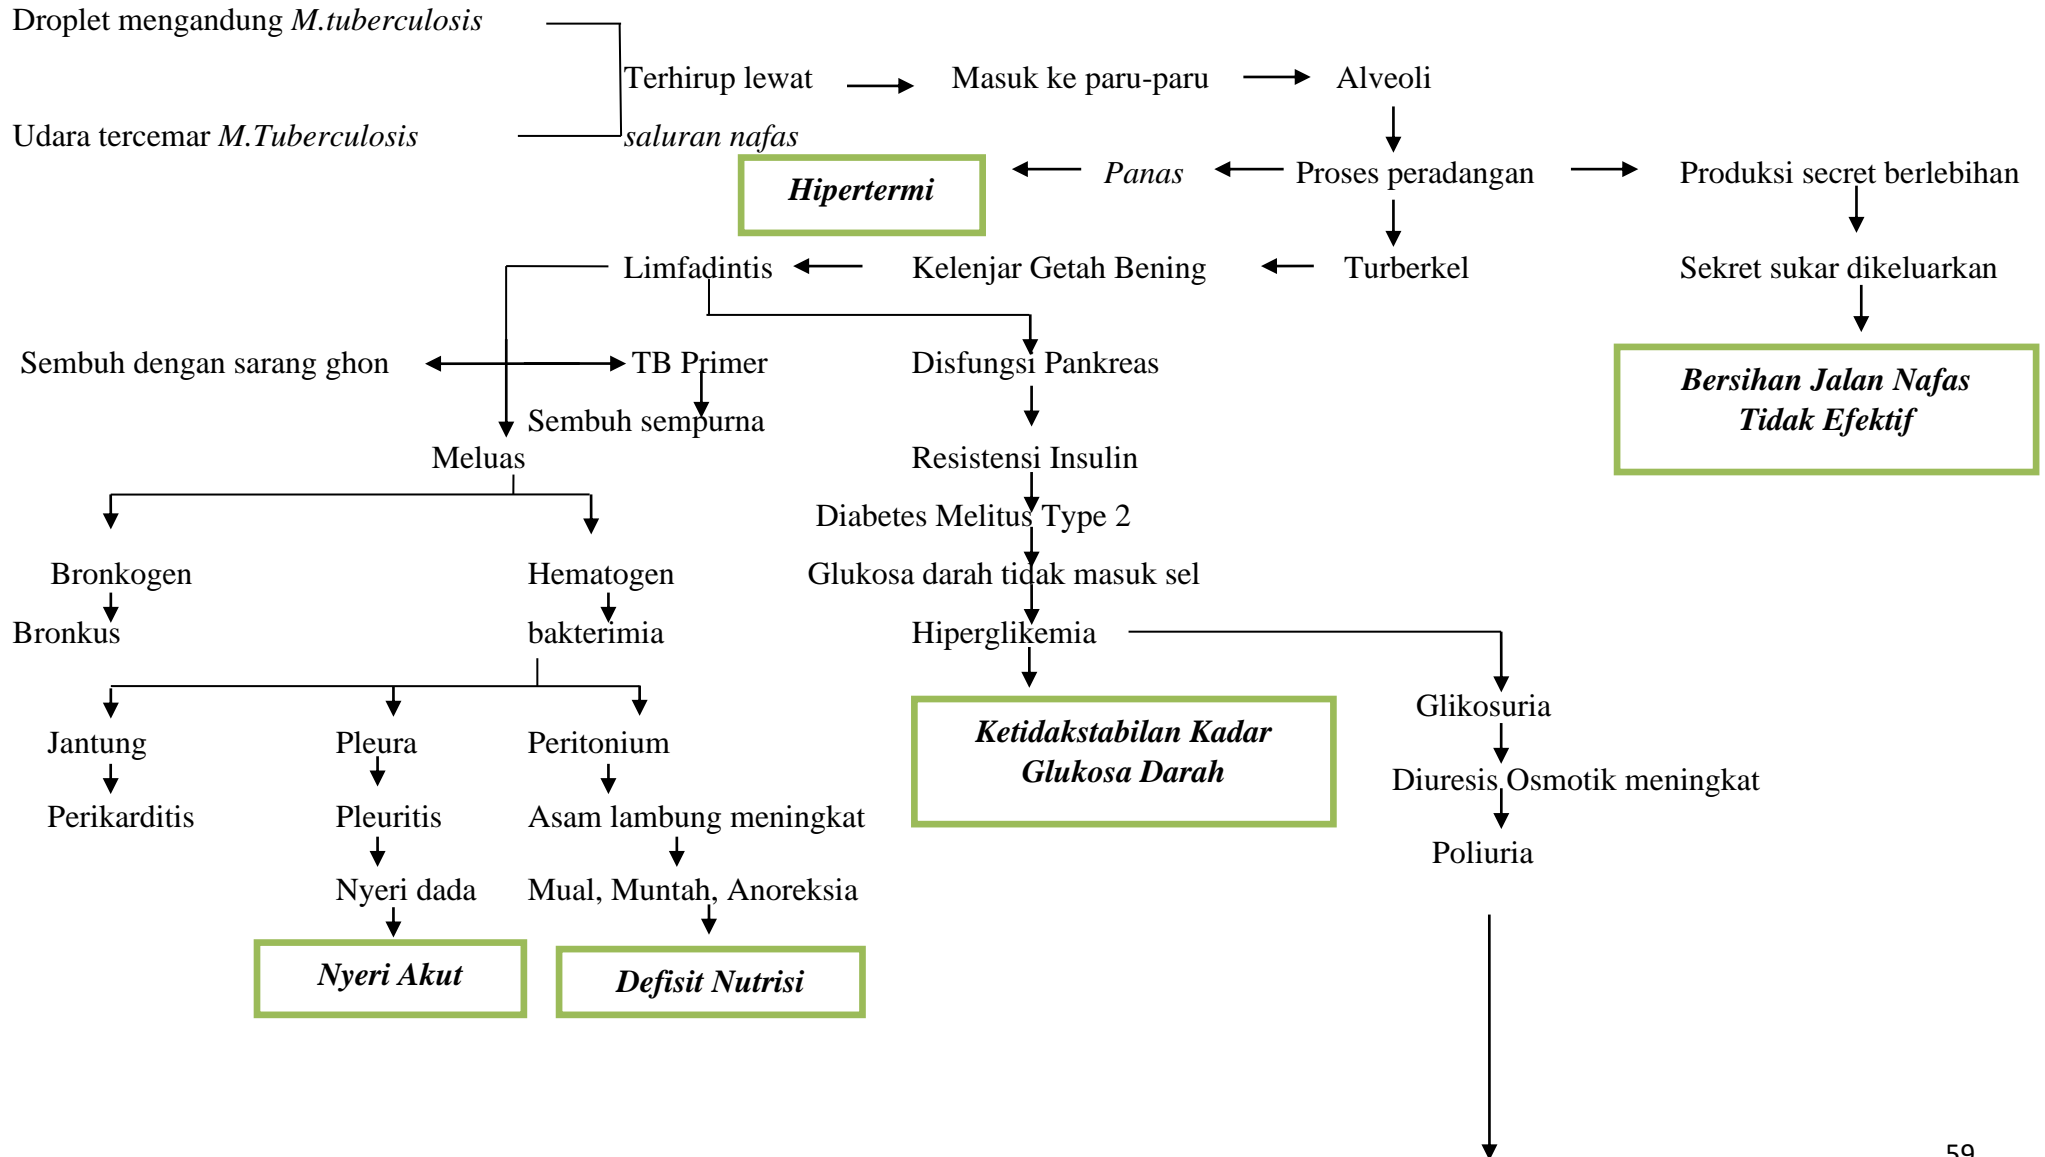 Droplet mengandung M.tuberculosis
Terhirup lewat
Masuk ke paru-paru
Alveoli
Udara tercemar M.Tuberculosis
saluran nafas
Hipertermi
Panas
Proses peradangan
Produksi secret berlebihan
Limfadintis
Kelenjar Getah Bening
Turberkel
Sekret sukar dikeluarkan
Sembuh dengan sarang ghon
TB Primer
Disfungsi Pankreas
Bersihan Jalan Nafas
Tidak Efektif
Sembuh sempurna
Meluas
Resistensi Insulin
Diabetes Melitus Type 2
Bronkogen
Hematogen
Glukosa darah tidak masuk sel
Bronkus
bakterimia
Hiperglikemia
Glikosuria
Jantung
Pleura
Peritonium
Ketidakstabilan Kadar
Glukosa Darah
Diuresis Osmotik meningkat
Perikarditis
Pleuritis
Asam lambung meningkat
Poliuria
Nyeri dada
Mual, Muntah, Anoreksia
Nyeri Akut
Defisit Nutrisi
59